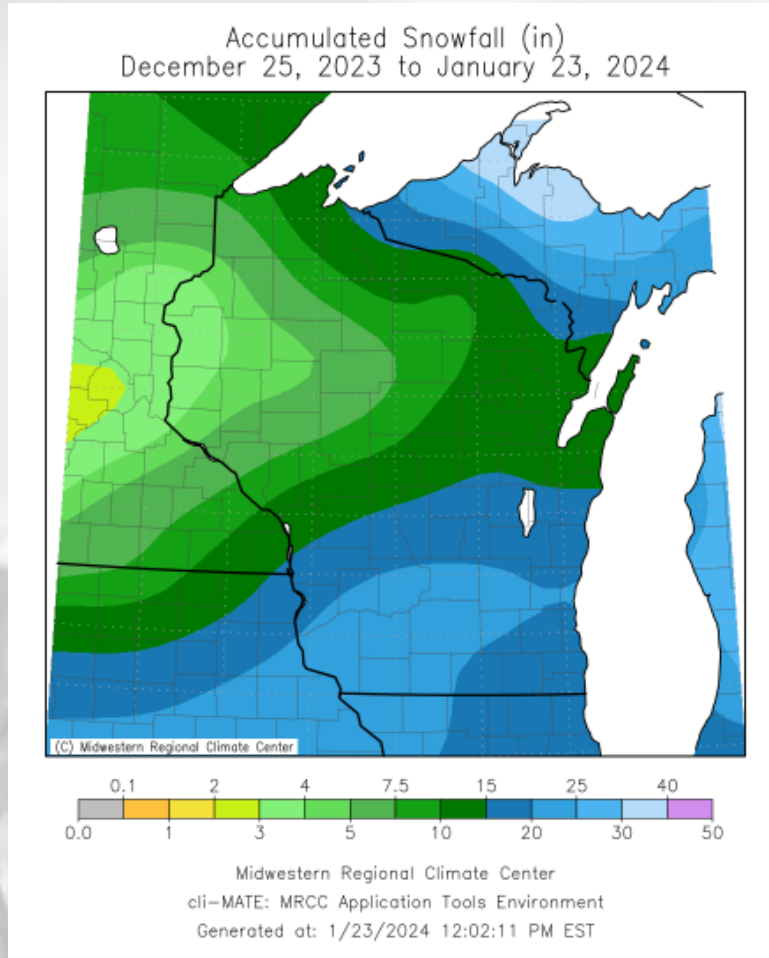 Accumulated Snowfall (in)
December 25, 2023 to January 23, 2024
(C) Midwestern Regional Climate Center
0.1 2 4 7.5 15 25 40
0.0 1 3 5 10 20 30 50
Midwestern Regional Climate Center
cli-MATE: MRCC Application Tools Environment
Generated at: 1/23/2024 12:02:11 PM EST